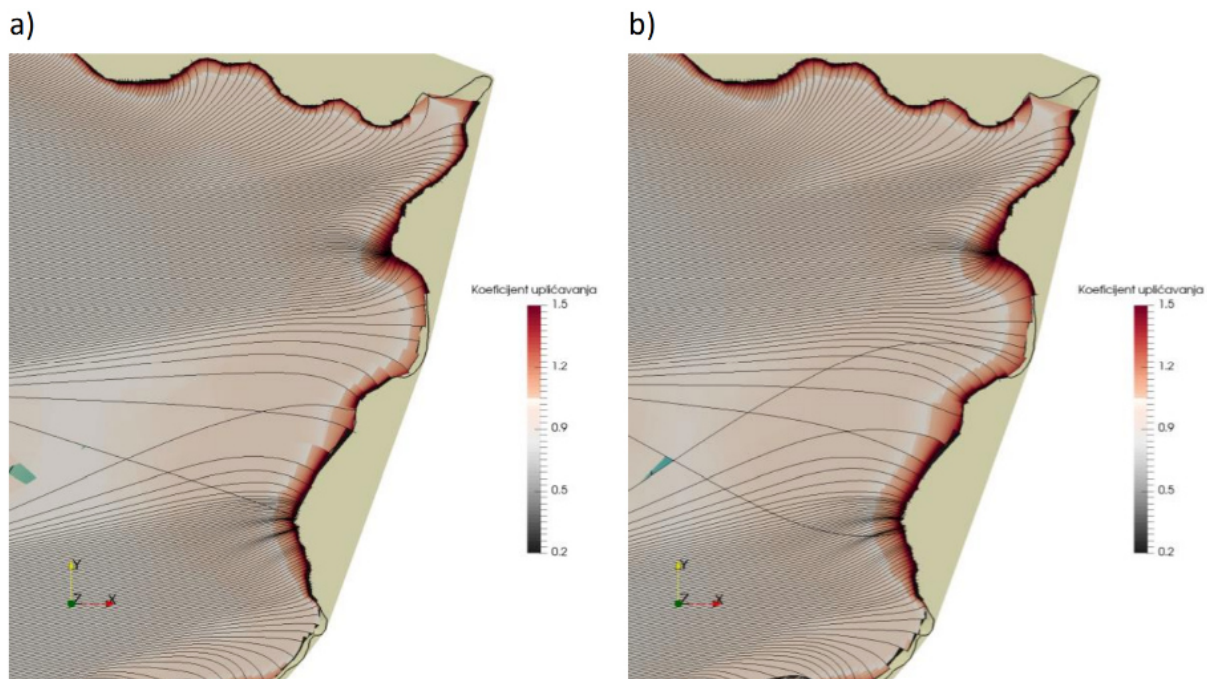 a)
b)
Koeficijent uplićavanja
1.5
1.2
0.9
0.5
0.2
Y
Z
X
Koeficijent uplićavanja
1.5
1.2
0.9
0.5
0.2
Y
Z
X